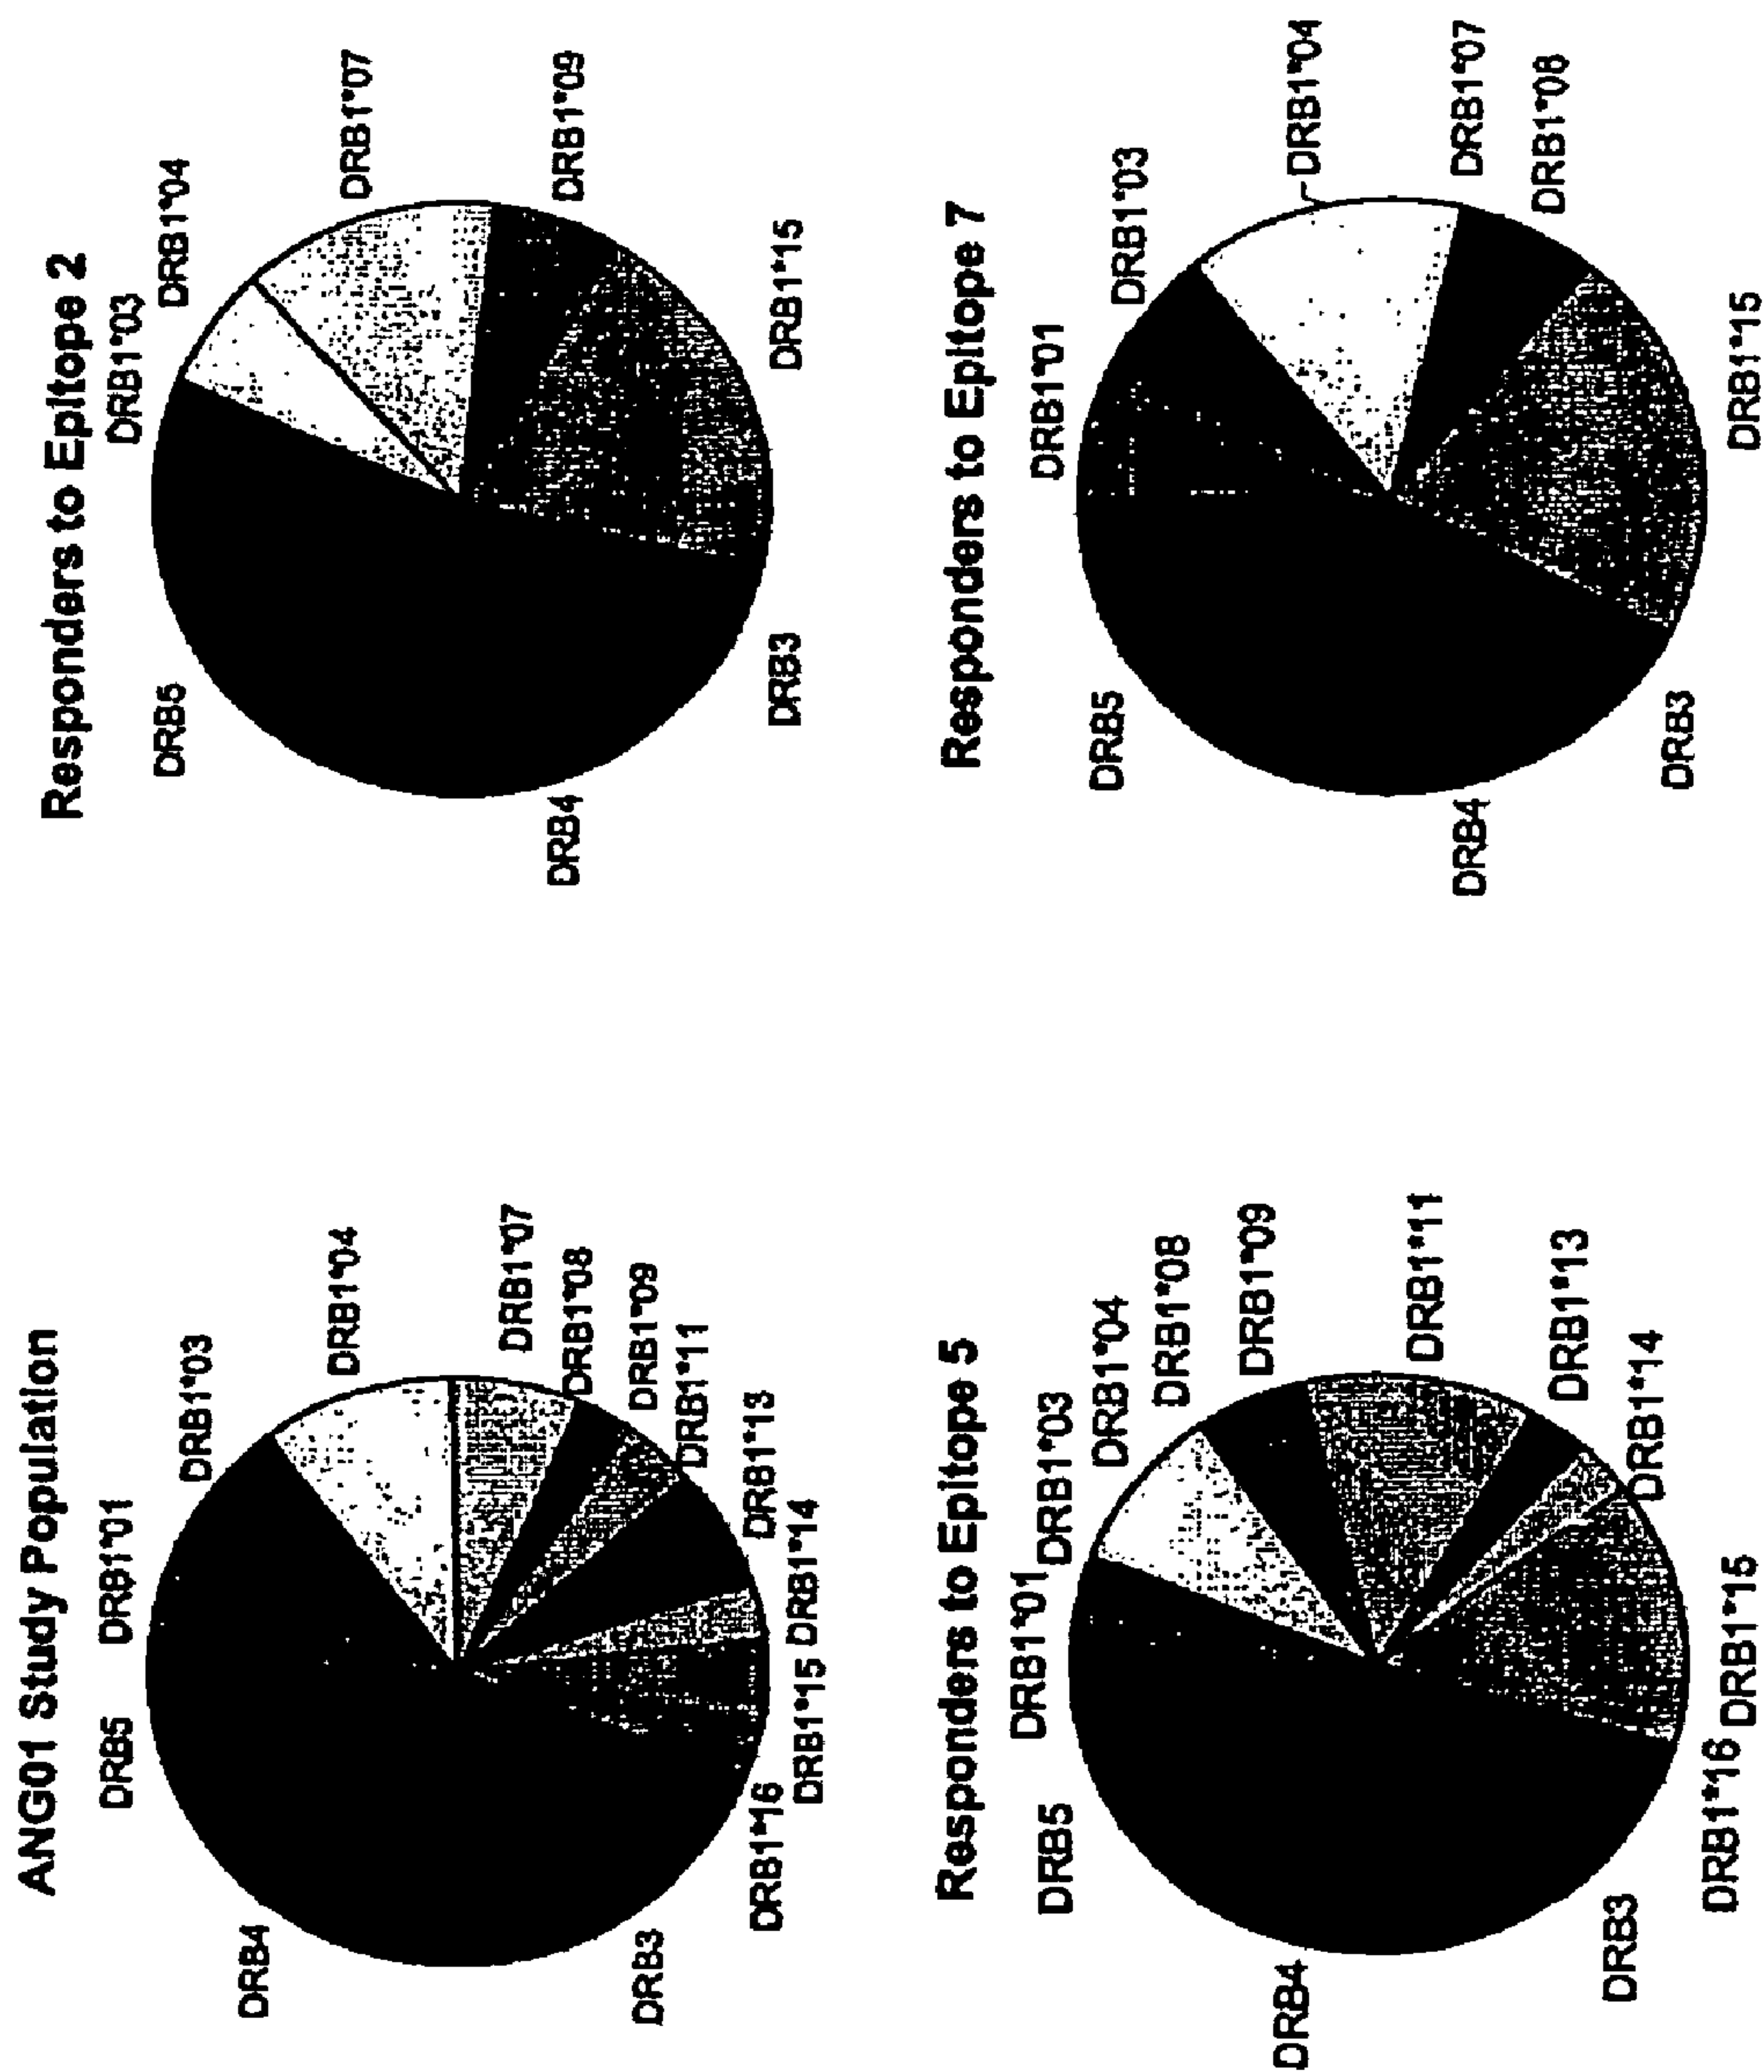 ANG01 Study Population
DRB5
DRB1*01
DRB1*03
DRB4
DRB1*04
DRB1*07
DRB1*08
DRB3
DRB1*09
DRB1*11
DRB1*13
DRB1*16
DRB1*15
DRB1*14
Responders to Epitope 2
DRB1*03
DRB5
DRB1*04
DRB1*07
DRB4
DRB1*09
DRB3
DRB1*15
Responders to Epitope 5
DRB1*01
DRB1*03
DRB5
DRB1*04
DRB1*08
DRB1*09
DRB4
DRB1*11
DRB1*13
DRB3
DRB1*14
DRB1*16
DRB1*15
Responders to Epitope 7
DRB1*01
DRB5
DRB1*03
DRB1*04
DRB4
DRB1*07
DRB1*08
DRB3
DRB1*15